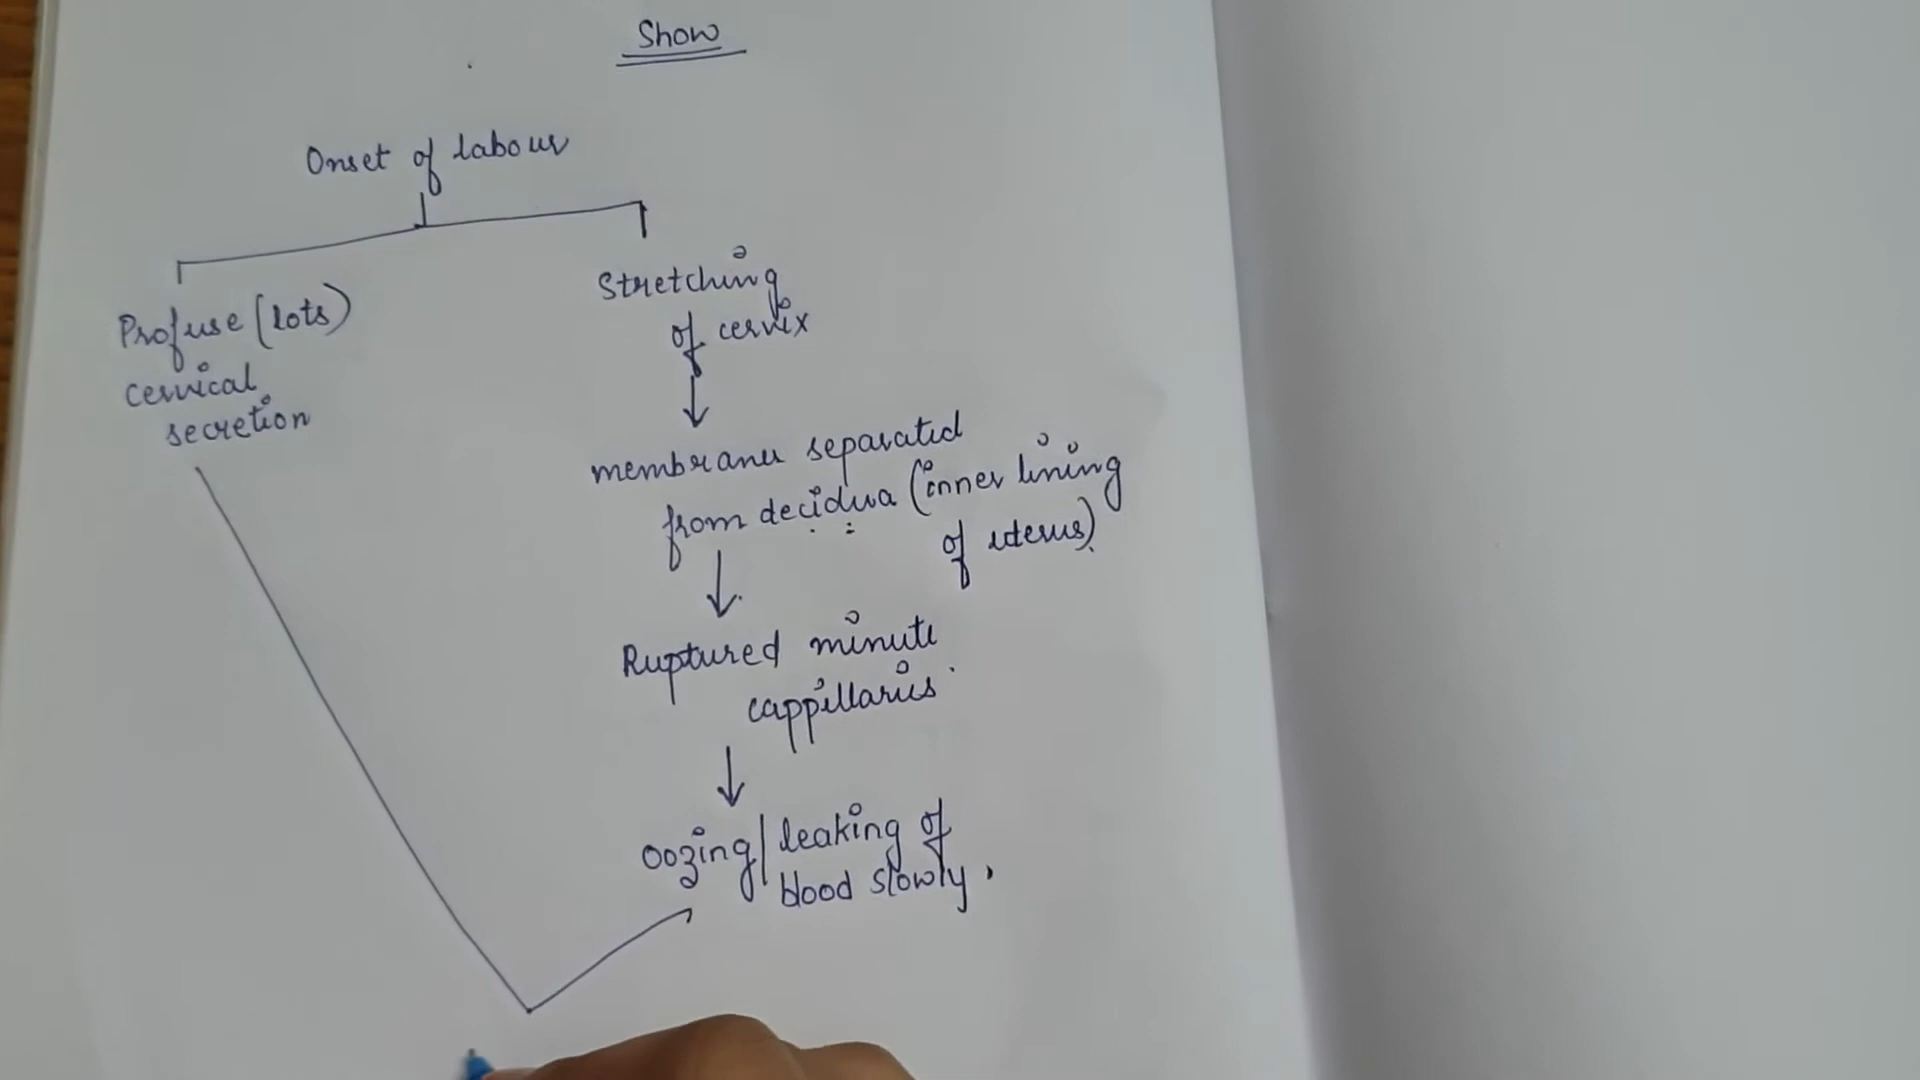 Show
Onset of labour
Profuse (lots)
cervical
secretion
Stretching
of cervix
membranes separated
from decidua (inner lining
of uterus)
Ruptured minute
cappillaries
oozing/leaking of
blood slowly.